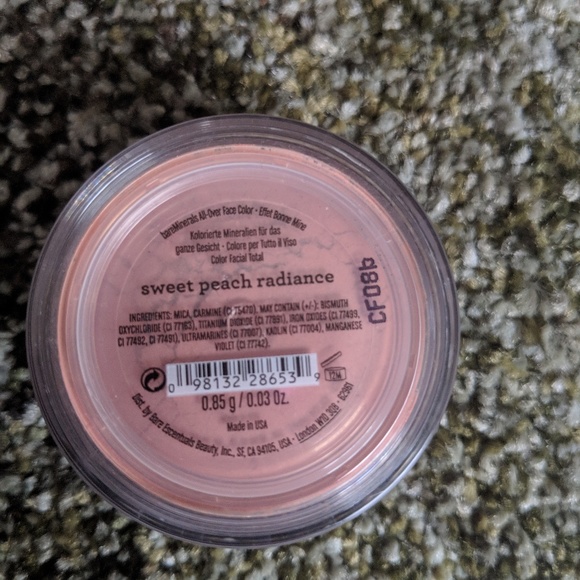 bareMinerals All-Over Face Color - Effet Bonne Mine
Kolorierte Mineralien für das
ganze Gesicht - Colore per Tutto il Viso
Color Facial Total
sweet peach radiance
INGREDIENTS: MICA, CARMINE (CI 75470), MAY CONTAIN (+/-): BISMUTH
OXYCHLORIDE (CI 77163), TITANIUM DIOXIDE (CI 77891), IRON OXIDES (CI 77499,
CI 77492, CI 77491), ULTRAMARINES (CI 77007), KAOLIN (CI 77004), MANGANESE
VIOLET (CI 77742).
0 98132 28653 9
12M
0.85 g / 0.03 Oz.
Made in USA
Dist. by Bare Escentuals Beauty, Inc., SF, CA 94105, USA - London W1D 3QB -
CF08b